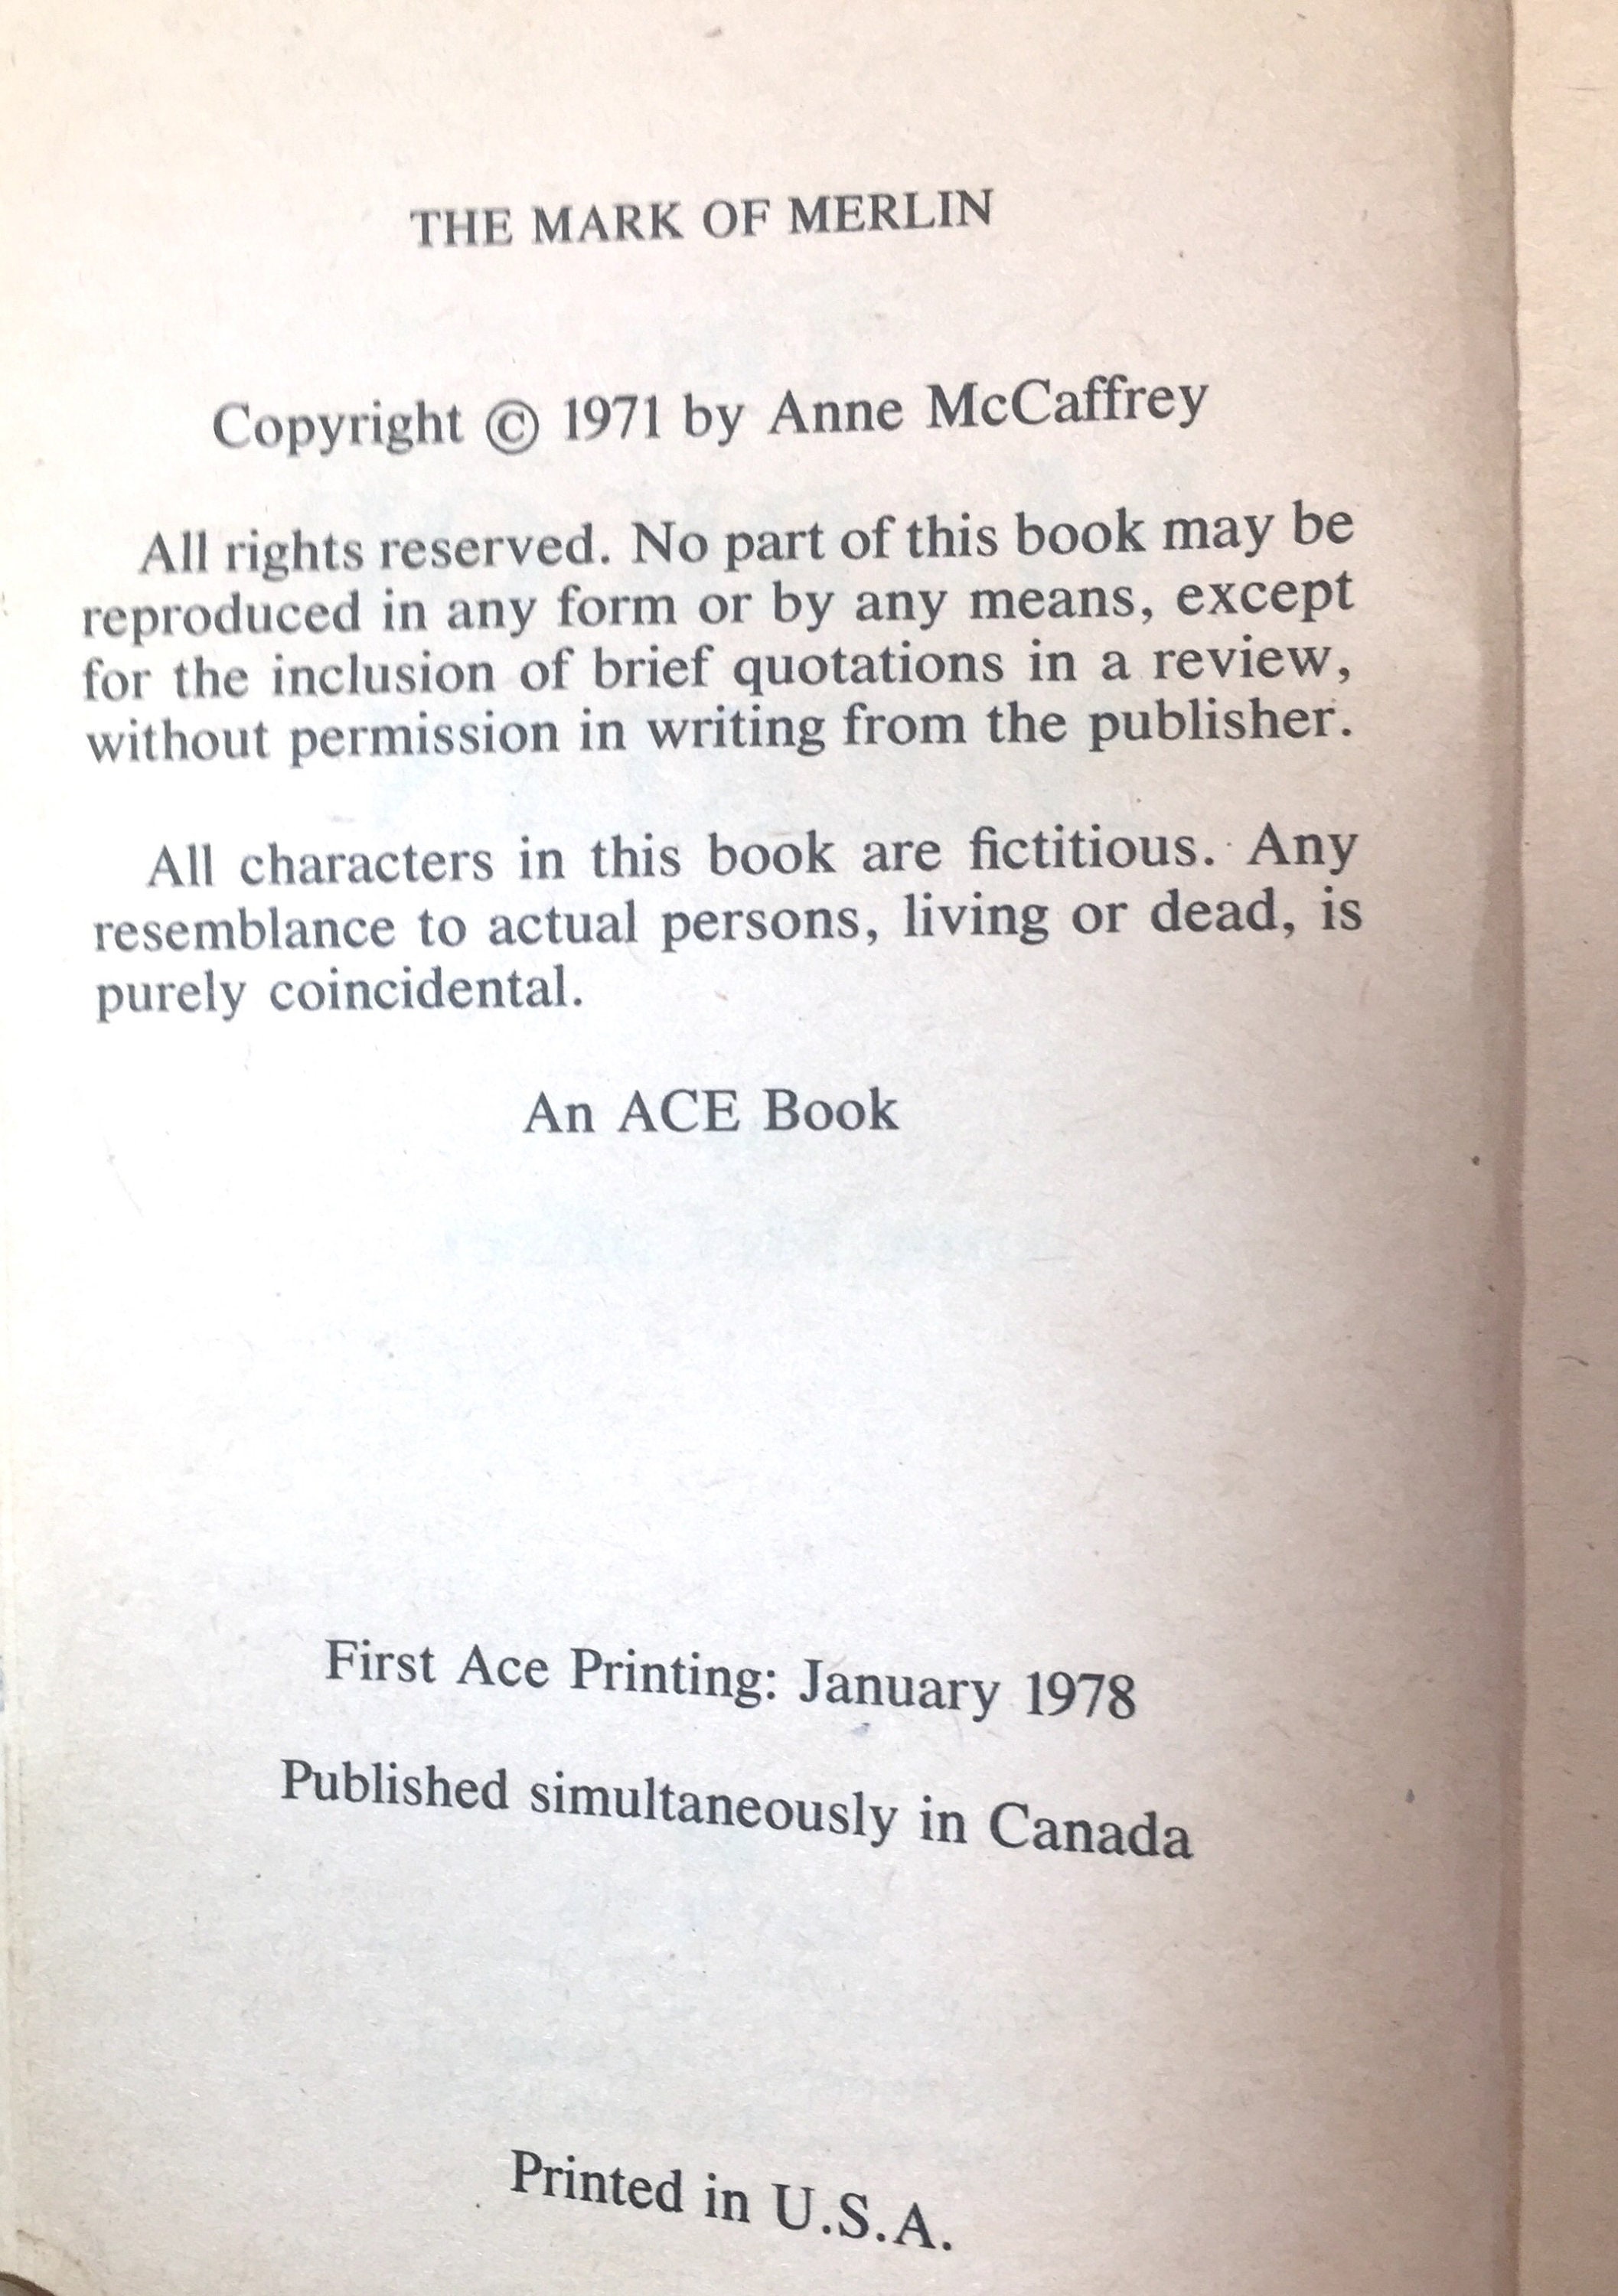 THE MARK OF MERLIN
Copyright © 1971 by Anne McCaffrey
All rights reserved. No part of this book may be
reproduced in any form or by any means, except
for the inclusion of brief quotations in a review,
without permission in writing from the publisher.
All characters in this book are fictitious. Any
resemblance to actual persons, living or dead, is
purely coincidental.
An ACE Book
First Ace Printing: January 1978
Published simultaneously in Canada
Printed in U.S.A.